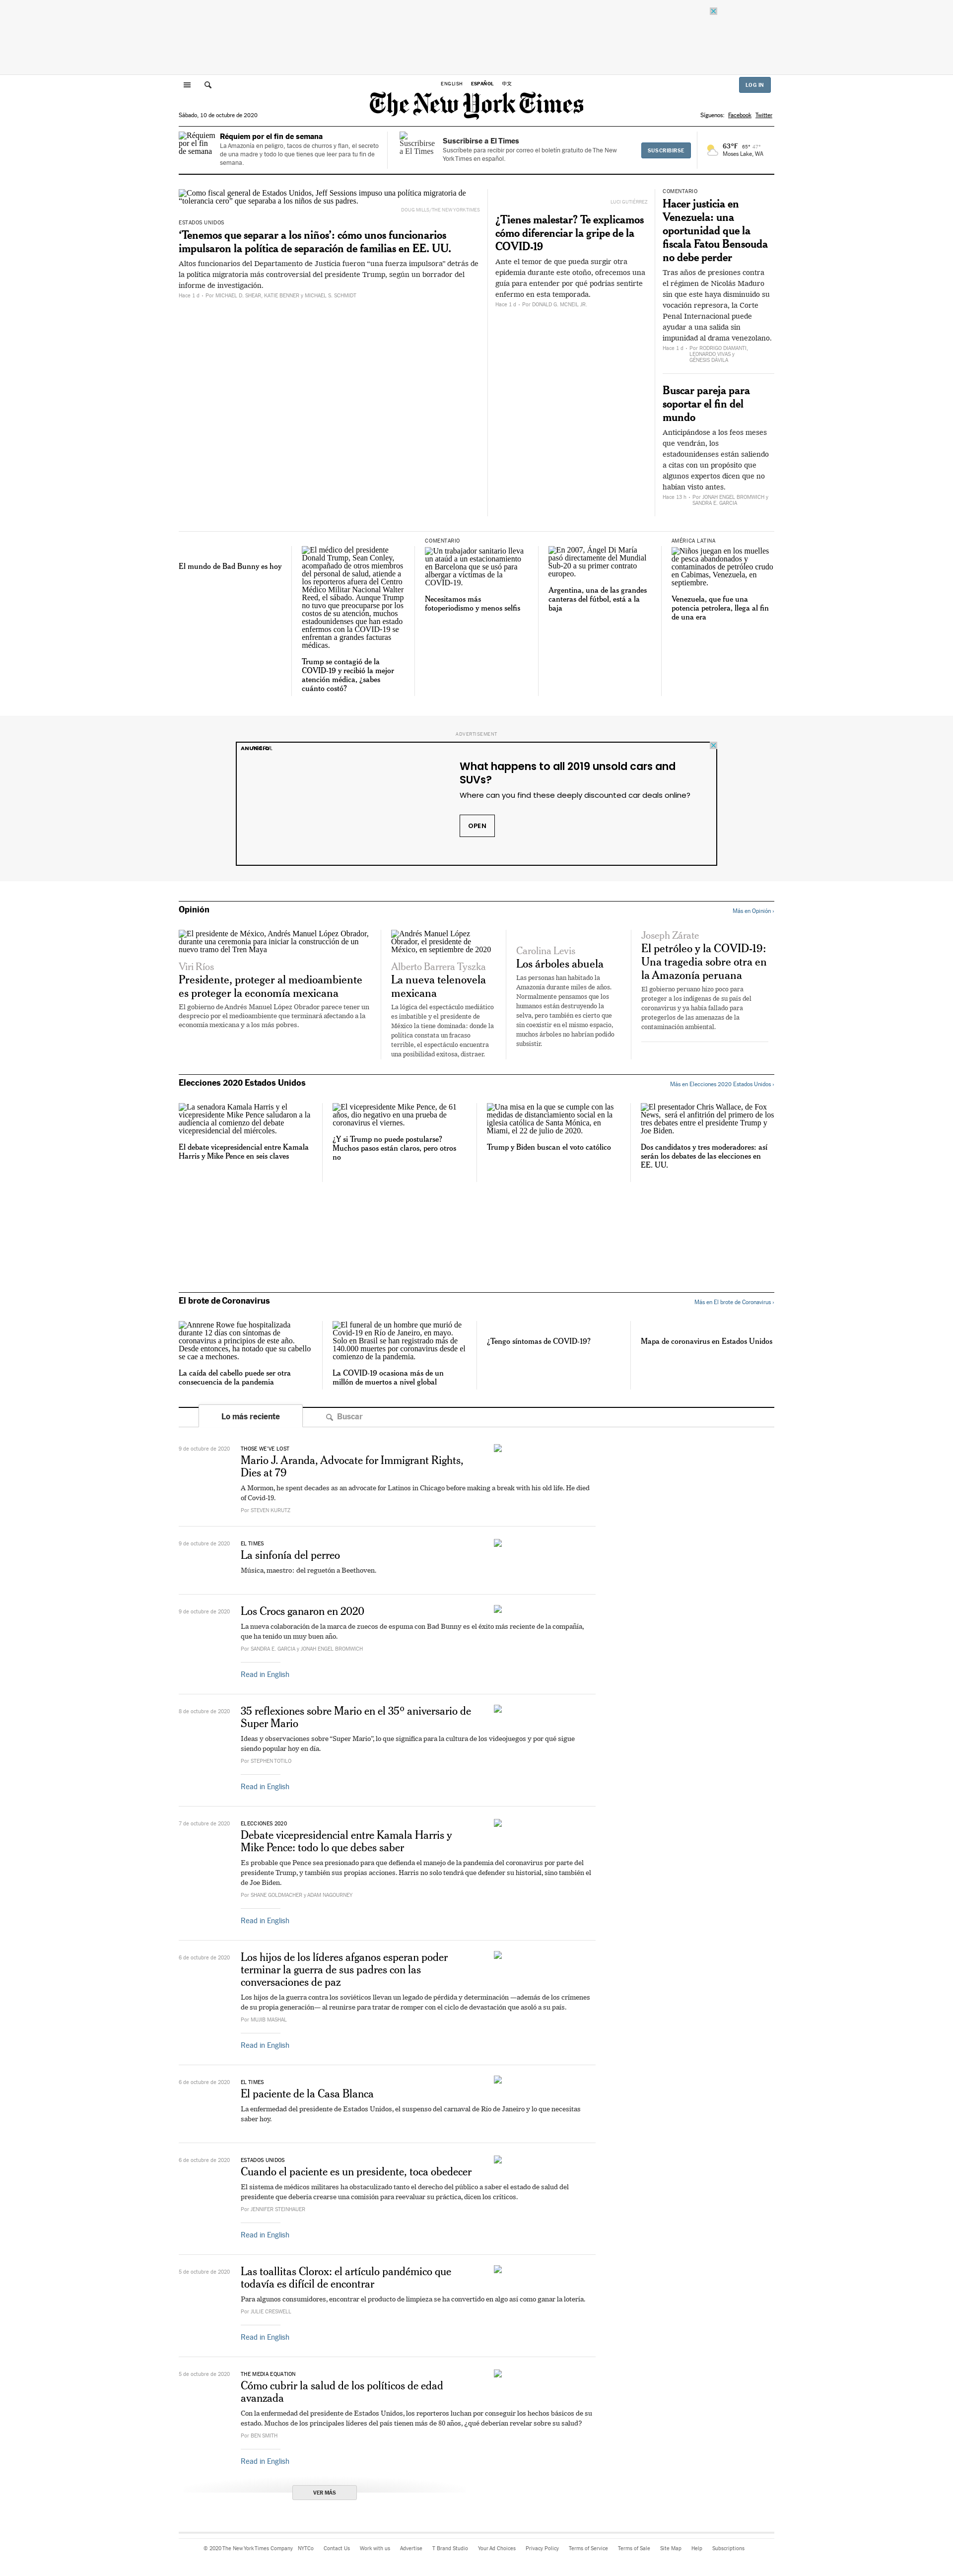 ENGLISH ESPAÑOL 中文
LOG IN
The New York Times
Sábado, 10 de octubre de 2020
Síguenos: Facebook Twitter
Réquiem por el fin de semana
Réquiem por el fin de semana
La Amazonía en peligro, tacos de churros y flan, el secreto
de una madre y todo lo que tienes que leer para tu fin de
semana.
Suscribirse a El Times
Suscribirse a El Times
Suscríbete para recibir por correo el boletín gratuito de The New
York Times en español.
SUSCRIBIRSE
63°F 65° 47°
Moses Lake, WA
Como fiscal general de Estados Unidos, Jeff Sessions impuso una política migratoria de
“tolerancia cero” que separaba a los niños de sus padres.
DOUG MILLS/THE NEW YORK TIMES
ESTADOS UNIDOS
‘Tenemos que separar a los niños’: cómo unos funcionarios
impulsaron la política de separación de familias en EE. UU.
Altos funcionarios del Departamento de Justicia fueron “una fuerza impulsora” detrás de
la política migratoria más controversial del presidente Trump, según un borrador del
informe de investigación.
Hace 1 d - Por MICHAEL D. SHEAR, KATIE BENNER y MICHAEL S. SCHMIDT
LUCI GUTIÉRREZ
¿Tienes malestar? Te explicamos
cómo diferenciar la gripe de la
COVID-19
Ante el temor de que pueda surgir otra
epidemia durante este otoño, ofrecemos una
guía para entender por qué podrías sentirte
enfermo en esta temporada.
Hace 1 d - Por DONALD G. MCNEIL JR.
COMENTARIO
Hacer justicia en
Venezuela: una
oportunidad que la
fiscala Fatou Bensouda
no debe perder
Tras años de presiones contra
el régimen de Nicolás Maduro
sin que este haya disminuido su
vocación represora, la Corte
Penal Internacional puede
ayudar a una salida sin
impunidad al drama venezolano.
Hace 1 d - Por RODRIGO DIAMANTI,
LEONARDO VIVAS y
GÉNESIS DÁVILA
Buscar pareja para
soportar el fin del
mundo
Anticipándose a los feos meses
que vendrán, los
estadounidenses están saliendo
a citas con un propósito que
algunos expertos dicen que no
habían visto antes.
Hace 13 h - Por JONAH ENGEL BROMWICH y
SANDRA E. GARCIA
El mundo de Bad Bunny es hoy
El médico del presidente
Donald Trump, Sean Conley,
acompañado de otros miembros
del personal de salud, atiende a
los reporteros afuera del Centro
Médico Militar Nacional Walter
Reed, el sábado. Aunque Trump
no tuvo que preocuparse por los
costos de su atención, muchos
estadounidenses que han estado
enfermos con la COVID-19 se
enfrentan a grandes facturas
médicas.
Trump se contagió de la
COVID-19 y recibió la mejor
atención médica, ¿sabes
cuánto costó?
COMENTARIO
Un trabajador sanitario lleva
un ataúd a un estacionamiento
en Barcelona que se usó para
albergar a víctimas de la
COVID-19.
Necesitamos más
fotoperiodismo y menos selfis
En 2007, Ángel Di María
pasó directamente del Mundial
Sub-20 a su primer contrato
europeo.
Argentina, una de las grandes
canteras del fútbol, está a la
baja
AMÉRICA LATINA
Niños juegan en los muelles
de pesca abandonados y
contaminados de petróleo crudo
en Cabimas, Venezuela, en
septiembre.
Venezuela, que fue una
potencia petrolera, llega al fin
de una era
ADVERTISEMENT
What happens to all 2019 unsold cars and
SUVs?
Where can you find these deeply discounted car deals online?
OPEN
Opinión
Más en Opinión ›
El presidente de México, Andrés Manuel López Obrador,
durante una ceremonia para iniciar la construcción de un
nuevo tramo del Tren Maya
Viri Ríos
Presidente, proteger al medioambiente
es proteger la economía mexicana
El gobierno de Andrés Manuel López Obrador parece tener un
desprecio por el medioambiente que terminará afectando a la
economía mexicana y a los más pobres.
Andrés Manuel López
Obrador, el presidente de
México, en septiembre de 2020
Alberto Barrera Tyszka
La nueva telenovela
mexicana
La lógica del espectáculo mediático
es imbatible y el presidente de
México la tiene dominada: donde la
política constata un fracaso
terrible, el espectáculo encuentra
una posibilidad exitosa, distraer.
Carolina Levis
Los árboles abuela
Las personas han habitado la
Amazonía durante miles de años.
Normalmente pensamos que los
humanos están destruyendo la
selva, pero también es cierto que
sin coexistir en el mismo espacio,
muchos árboles no habrían podido
subsistir.
Joseph Zárate
El petróleo y la COVID-19:
Una tragedia sobre otra en
la Amazonía peruana
El gobierno peruano hizo poco para
proteger a los indígenas de su país del
coronavirus y ya había fallado para
protegerlos de las amenazas de la
contaminación ambiental.
Elecciones 2020 Estados Unidos
Más en Elecciones 2020 Estados Unidos ›
La senadora Kamala Harris y el
vicepresidente Mike Pence saludaron a la
audiencia al comienzo del debate
vicepresidencial del miércoles.
El debate vicepresidencial entre Kamala
Harris y Mike Pence en seis claves
El vicepresidente Mike Pence, de 61
años, dio negativo en una prueba de
coronavirus el viernes.
¿Y si Trump no puede postularse?
Muchos pasos están claros, pero otros
no
Una misa en la que se cumple con las
medidas de distanciamiento social en la
iglesia católica de Santa Mónica, en
Miami, el 22 de julio de 2020.
Trump y Biden buscan el voto católico
El presentador Chris Wallace, de Fox
News, será el anfitrión del primero de los
tres debates entre el presidente Trump y
Joe Biden.
Dos candidatos y tres moderadores: así
serán los debates de las elecciones en
EE. UU.
El brote de Coronavirus
Más en El brote de Coronavirus ›
Annrene Rowe fue hospitalizada
durante 12 días con síntomas de
coronavirus a principios de este año.
Desde entonces, ha notado que su cabello
se cae a mechones.
La caída del cabello puede ser otra
consecuencia de la pandemia
El funeral de un hombre que murió de
Covid-19 en Río de Janeiro, en mayo.
Solo en Brasil se han registrado más de
140.000 muertes por coronavirus desde el
comienzo de la pandemia.
La COVID-19 ocasiona más de un
millón de muertos a nivel global
¿Tengo síntomas de COVID-19?
Mapa de coronavirus en Estados Unidos
Lo más reciente
Buscar
9 de octubre de 2020
THOSE WE’VE LOST
Mario J. Aranda, Advocate for Immigrant Rights,
Dies at 79
A Mormon, he spent decades as an advocate for Latinos in Chicago before making a break with his old life. He died
of Covid-19.
Por STEVEN KURUTZ
9 de octubre de 2020
EL TIMES
La sinfonía del perreo
Música, maestro: del reguetón a Beethoven.
9 de octubre de 2020
Los Crocs ganaron en 2020
La nueva colaboración de la marca de zuecos de espuma con Bad Bunny es el éxito más reciente de la compañía,
que ha tenido un muy buen año.
Por SANDRA E. GARCÍA y JONAH ENGEL BROMWICH
Read in English
8 de octubre de 2020
35 reflexiones sobre Mario en el 35º aniversario de
Super Mario
Ideas y observaciones sobre “Super Mario”, lo que significa para la cultura de los videojuegos y por qué sigue
siendo popular hoy en día.
Por STEPHEN TOTILO
Read in English
7 de octubre de 2020
ELECCIONES 2020
Debate vicepresidencial entre Kamala Harris y
Mike Pence: todo lo que debes saber
Es probable que Pence sea presionado para que defienda el manejo de la pandemia del coronavirus por parte del
presidente Trump, y también sus propias acciones. Harris no solo tendrá que defender su historial, sino también el
de Joe Biden.
Por SHANE GOLDMACHER y ADAM NAGOURNEY
Read in English
6 de octubre de 2020
Los hijos de los líderes afganos esperan poder
terminar la guerra de sus padres con las
conversaciones de paz
Los hijos de la guerra contra los soviéticos llevan un legado de pérdida y determinación —además de los crímenes
de su propia generación— al reunirse para tratar de romper con el ciclo de devastación que asoló a su país.
Por MUJIB MASHAL
Read in English
6 de octubre de 2020
EL TIMES
El paciente de la Casa Blanca
La enfermedad del presidente de Estados Unidos, el suspenso del carnaval de Río de Janeiro y lo que necesitas
saber hoy.
6 de octubre de 2020
ESTADOS UNIDOS
Cuando el paciente es un presidente, toca obedecer
El sistema de médicos militares ha obstaculizado tanto el derecho del público a saber el estado de salud del
presidente que debería crearse una comisión para reevaluar su práctica, dicen los críticos.
Por JENNIFER STEINHAUER
Read in English
5 de octubre de 2020
Las toallitas Clorox: el artículo pandémico que
todavía es difícil de encontrar
Para algunos consumidores, encontrar el producto de limpieza se ha convertido en algo así como ganar la lotería.
Por JULIE CRESWELL
Read in English
5 de octubre de 2020
THE MEDIA EQUATION
Cómo cubrir la salud de los políticos de edad
avanzada
Con la enfermedad del presidente de Estados Unidos, los reporteros luchan por conseguir los hechos básicos de su
estado. Muchos de los principales líderes del país tienen más de 80 años, ¿qué deberían revelar sobre su salud?
Por BEN SMITH
Read in English
VER MÁS
© 2020 The New York Times Company NYTCo Contact Us Work with us Advertise T Brand Studio Your Ad Choices Privacy Policy Terms of Service Terms of Sale Site Map Help Subscriptions